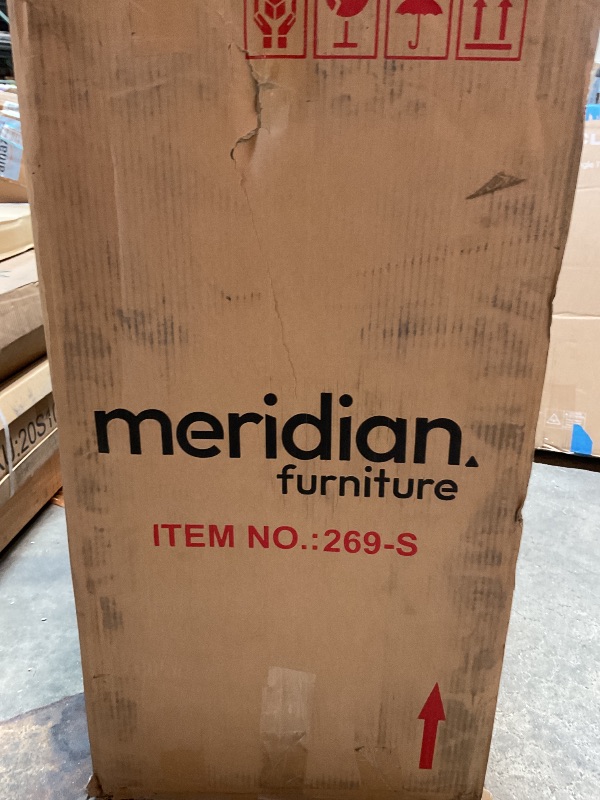 meridian.
furniture
ITEM NO.:269-S